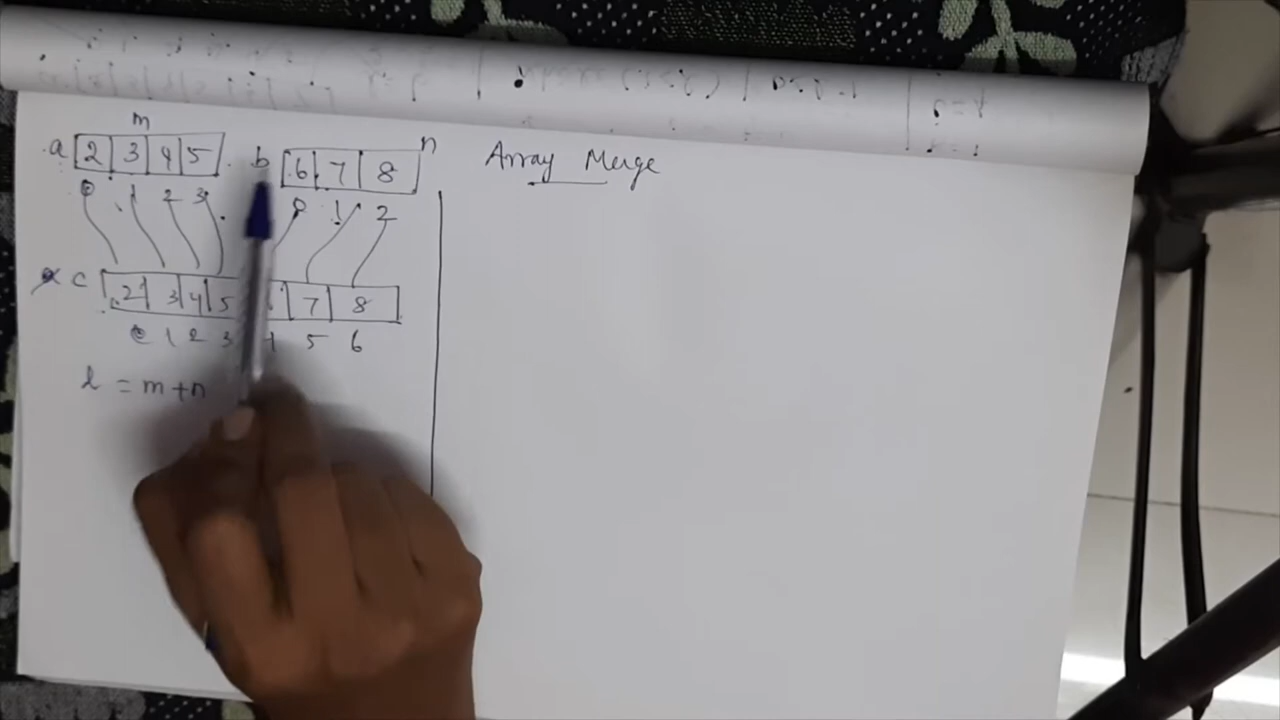 m
a 2 3 4 5 b 6 7 8 n Array Merge
0 1 2 3 0 1 2
c 2 3 4 5 7 8
0 1 2 3 4 5 6
l = m+n